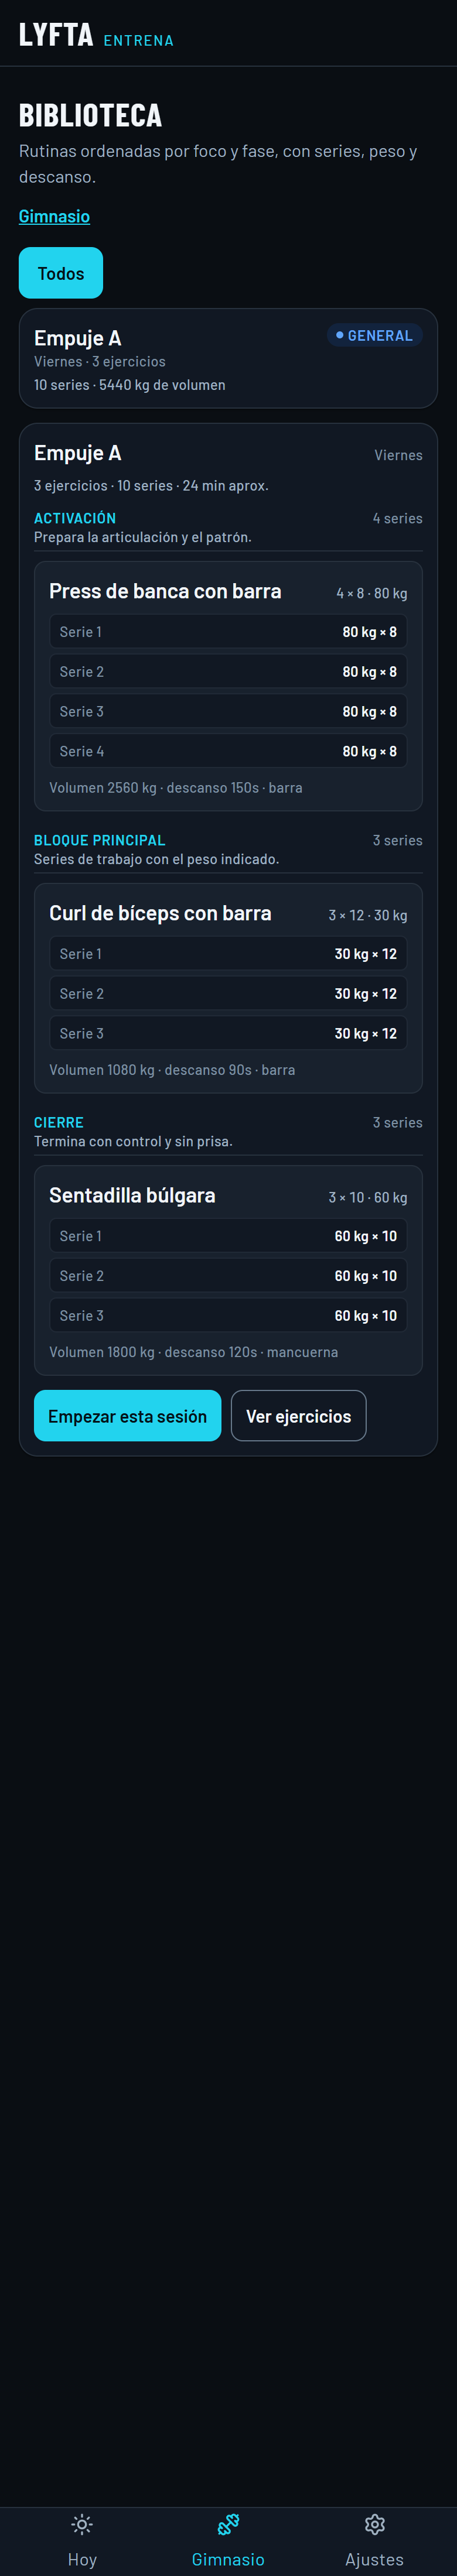 LYFTA ENTRENA
BIBLIOTECA
Rutinas ordenadas por foco y fase, con series, peso y
descanso.
Gimnasio
Todos
Empuje A
GENERAL
Viernes · 3 ejercicios
10 series · 5440 kg de volumen
Empuje A
Viernes
3 ejercicios · 10 series · 24 min aprox.
ACTIVACIÓN
4 series
Prepara la articulación y el patrón.
Press de banca con barra
4 × 8 · 80 kg
Serie 1
80 kg × 8
Serie 2
80 kg × 8
Serie 3
80 kg × 8
Serie 4
80 kg × 8
Volumen 2560 kg · descanso 150s · barra
BLOQUE PRINCIPAL
3 series
Series de trabajo con el peso indicado.
Curl de bíceps con barra
3 × 12 · 30 kg
Serie 1
30 kg × 12
Serie 2
30 kg × 12
Serie 3
30 kg × 12
Volumen 1080 kg · descanso 90s · barra
CIERRE
3 series
Termina con control y sin prisa.
Sentadilla búlgara
3 × 10 · 60 kg
Serie 1
60 kg × 10
Serie 2
60 kg × 10
Serie 3
60 kg × 10
Volumen 1800 kg · descanso 120s · mancuerna
Empezar esta sesión
Ver ejercicios
Hoy
Gimnasio
Ajustes